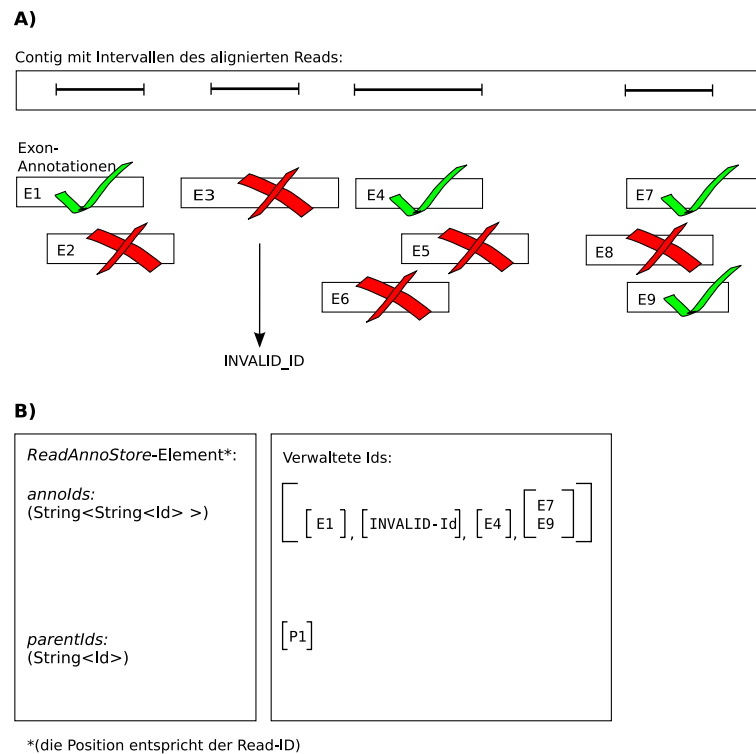 A)
Contig mit Intervallen des alignierten Reads:
Exon-
Annotationen
E1
E3
E4
E7
E2
E5
E8
E6
E9
INVALID_ID
B)
ReadAnnoStore-Element*:
annoIds:
(String<String<Id> >)
parentIds:
(String<Id>)
Verwaltete Ids:
[ [E1], [INVALID-Id], [E4], [E7
E9] ]
[P1]
*(die Position entspricht der Read-ID)